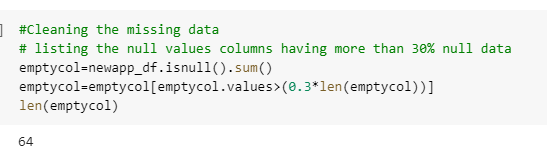 ] #Cleaning the missing data
# listing the null values columns having more than 30% null data
emptycol=newapp_df.isnull().sum()
emptycol=emptycol[emptycol.values>(0.3*len(emptycol))]
len(emptycol)
64